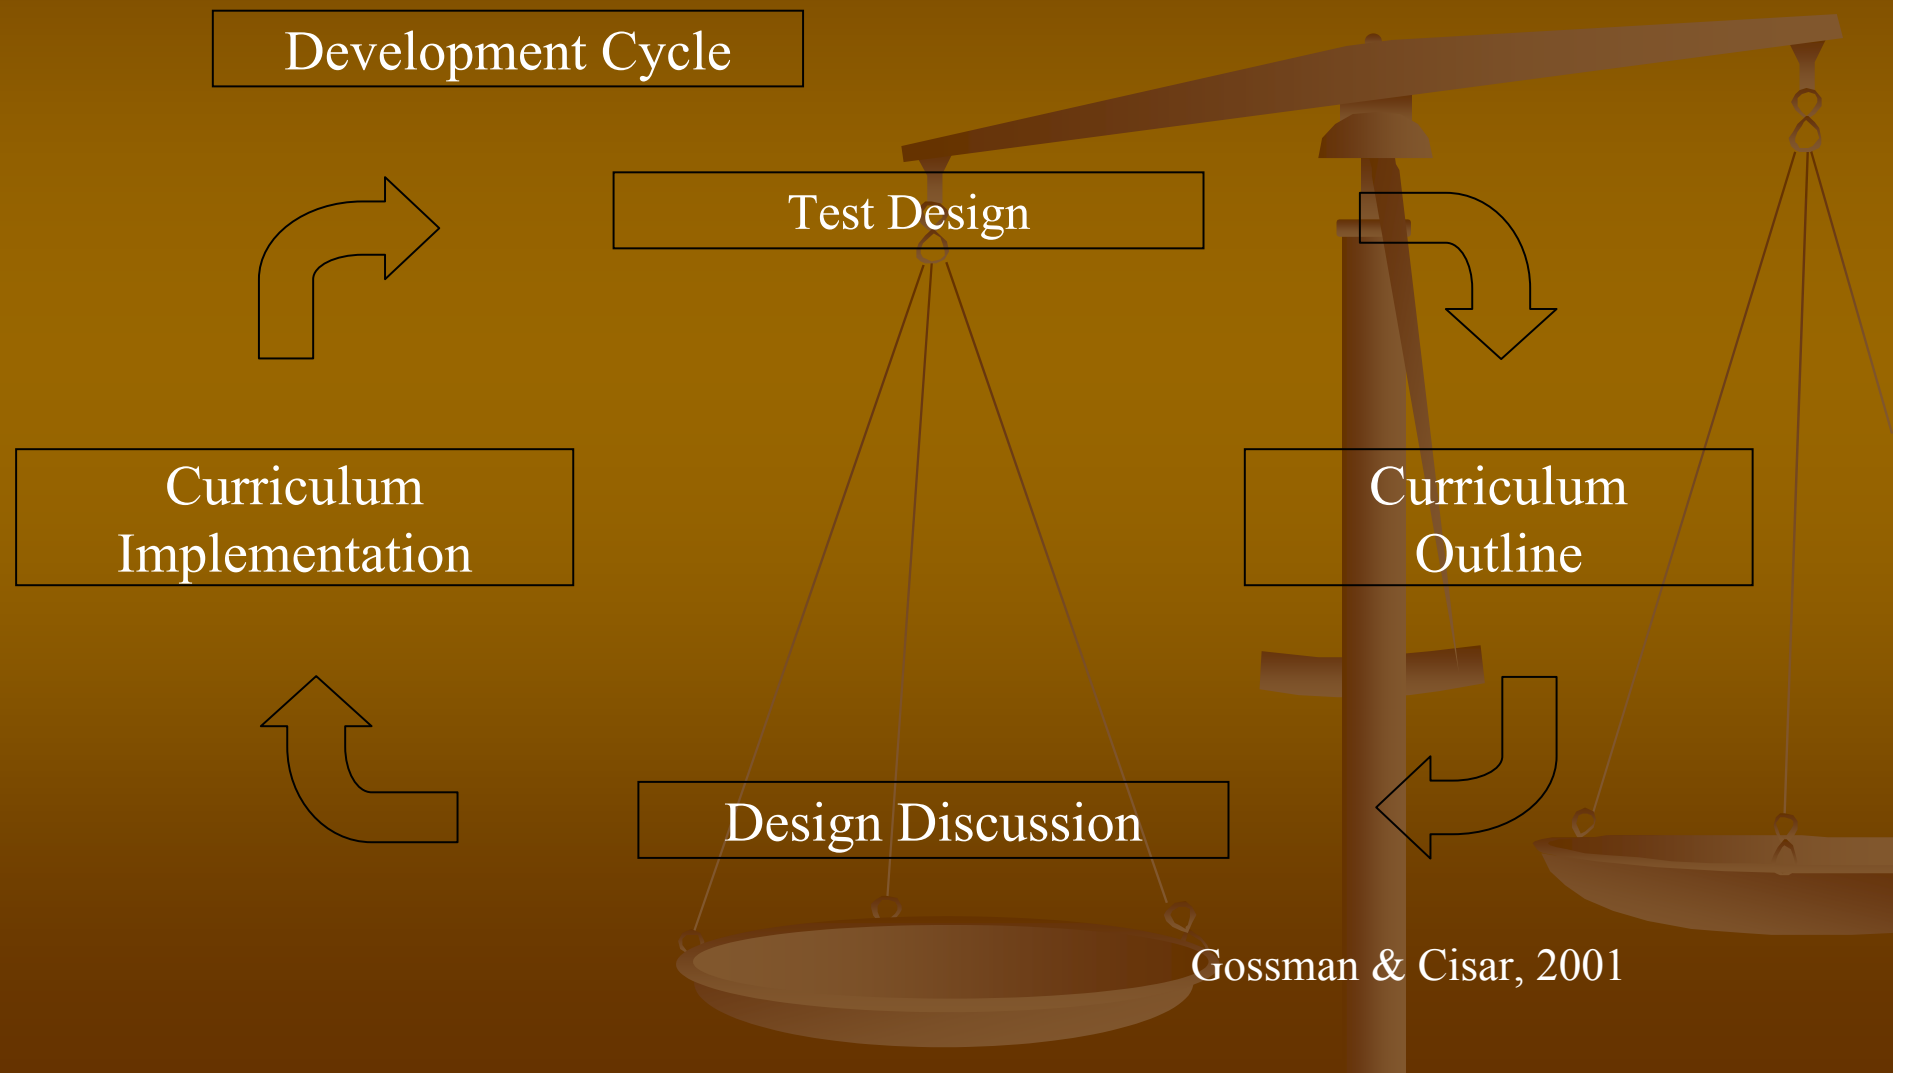 Development Cycle
Test Design
Curriculum
Implementation
Curriculum
Outline
Design Discussion
Gossman & Cisar, 2001